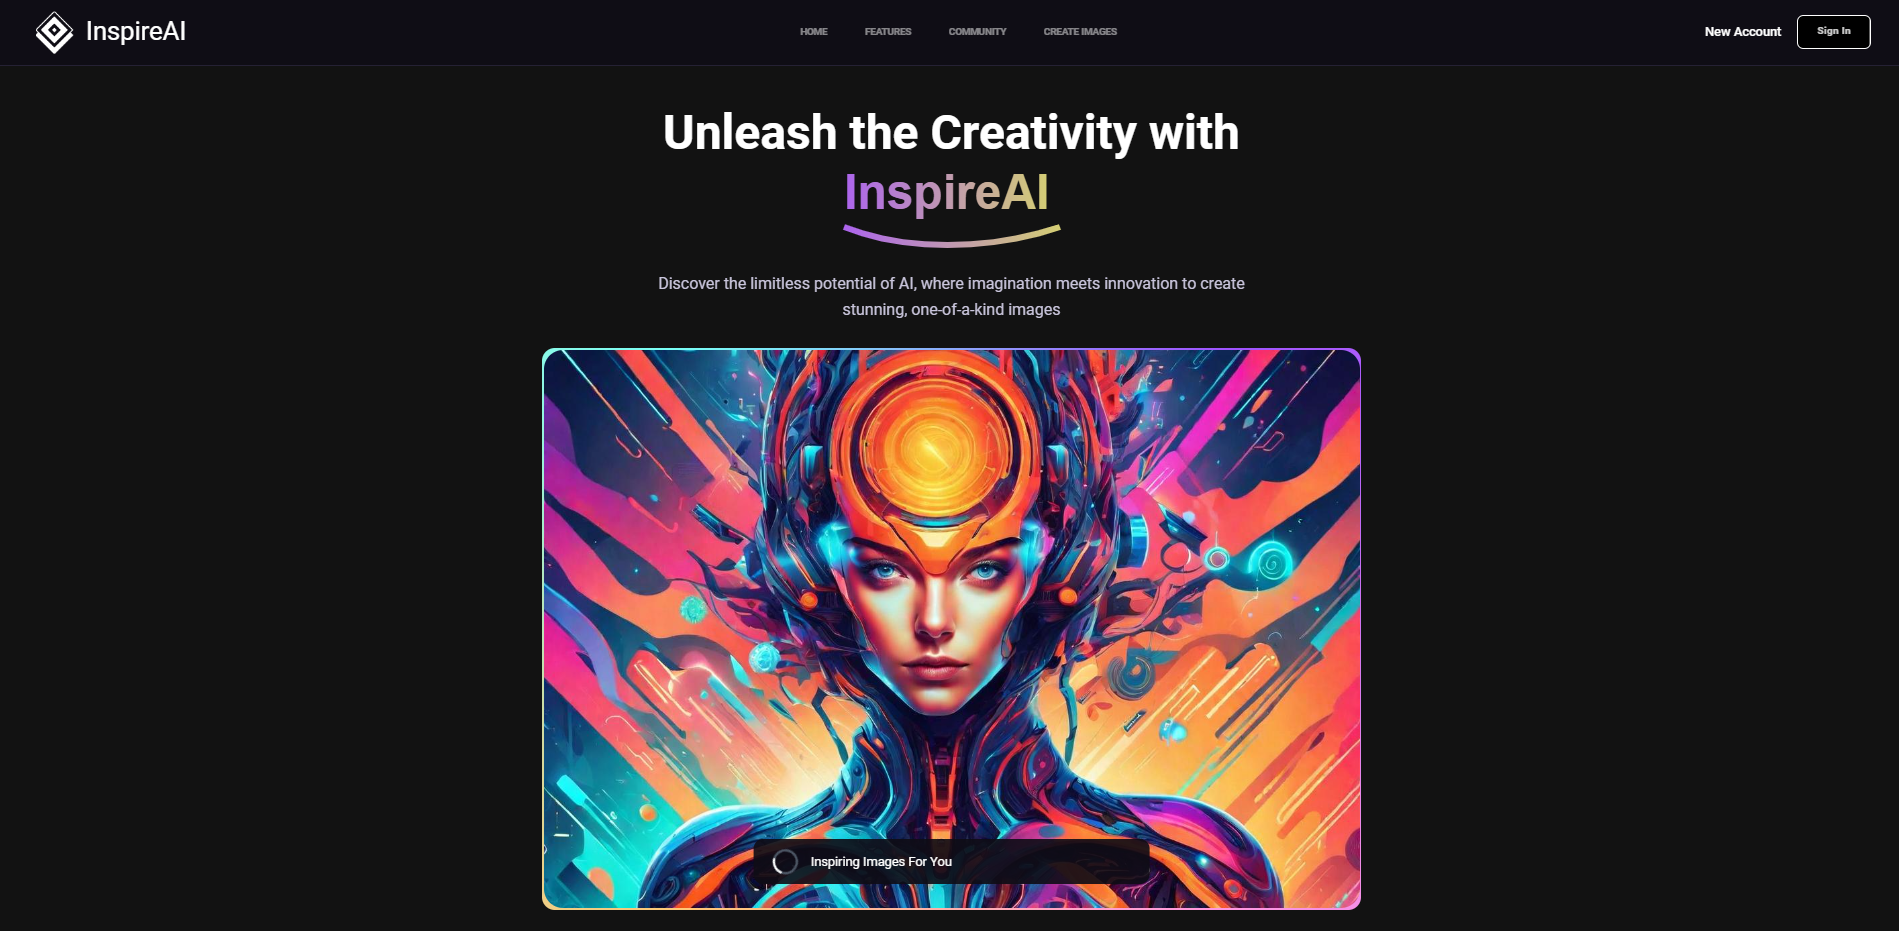 InspireAI
HOME
FEATURES
COMMUNITY
CREATE IMAGES
New Account
Sign In
Unleash the Creativity with
InspireAI
Discover the limitless potential of AI, where imagination meets innovation to create
stunning, one-of-a-kind images
Inspiring Images For You